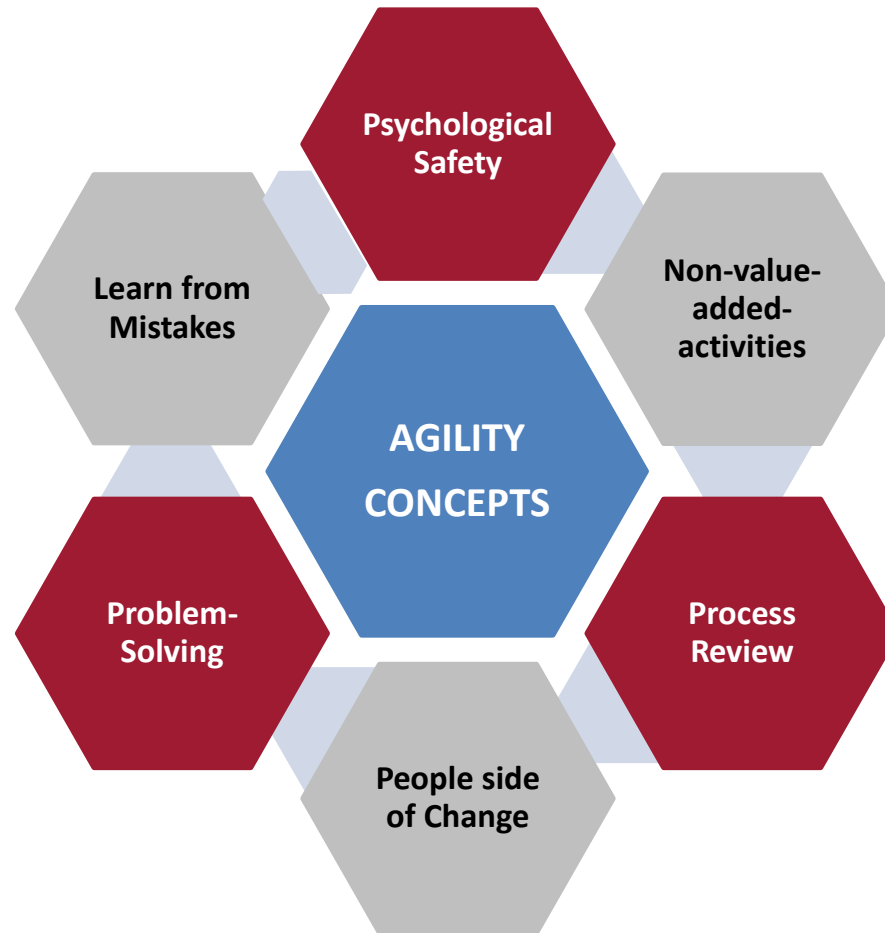 Psychological
Safety
Non-value-
added-
activities
Process
Review
People side
of Change
Problem-
Solving
Learn from
Mistakes
AGILITY
CONCEPTS